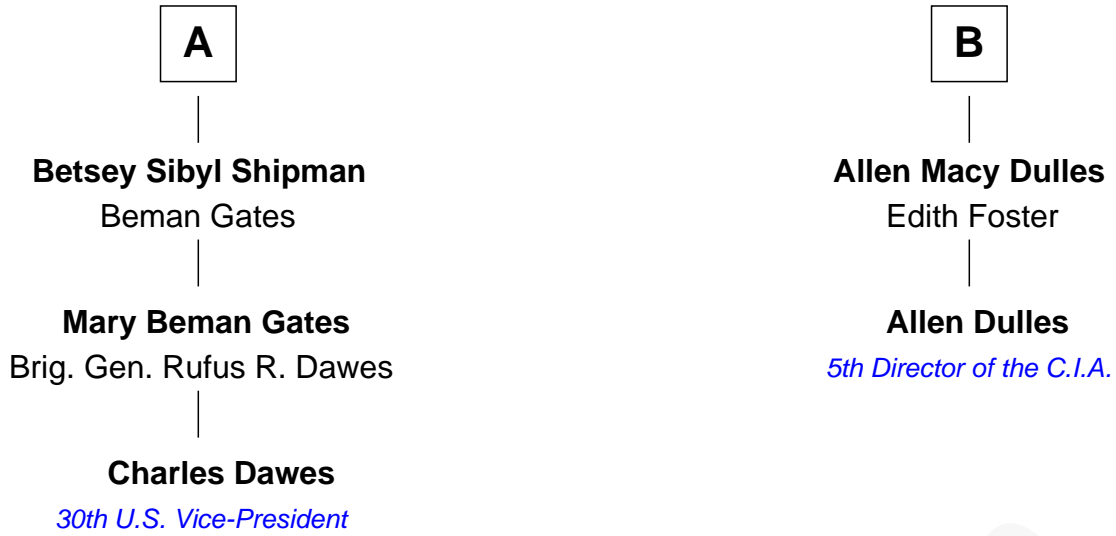 A
Betsey Sibyl Shipman
Beman Gates
Mary Beman Gates
Brig. Gen. Rufus R. Dawes
Charles Dawes
30th U.S. Vice-President
B
Allen Macy Dulles
Edith Foster
Allen Dulles
5th Director of the C.I.A.